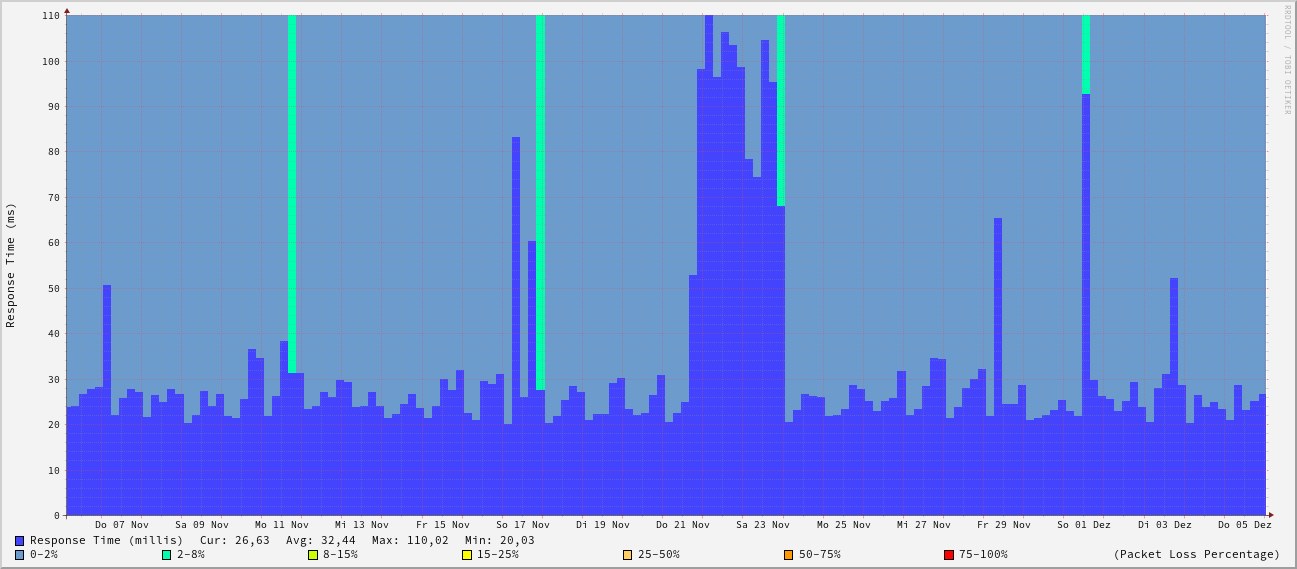 RRDTOOL / TOBI OETIKER
Response Time (ms)
110
100
90
80
70
60
50
40
30
20
10
0
Do 07 Nov Sa 09 Nov Mo 11 Nov Mi 13 Nov Fr 15 Nov So 17 Nov Di 19 Nov Do 21 Nov Sa 23 Nov Mo 25 Nov Mi 27 Nov Fr 29 Nov So 01 Dez Di 03 Dez Do 05 Dez
Response Time (millis) Cur: 26,63 Avg: 32,44 Max: 110,02 Min: 20,03
0-2% 2-8% 8-15% 15-25% 25-50% 50-75% 75-100% (Packet Loss Percentage)